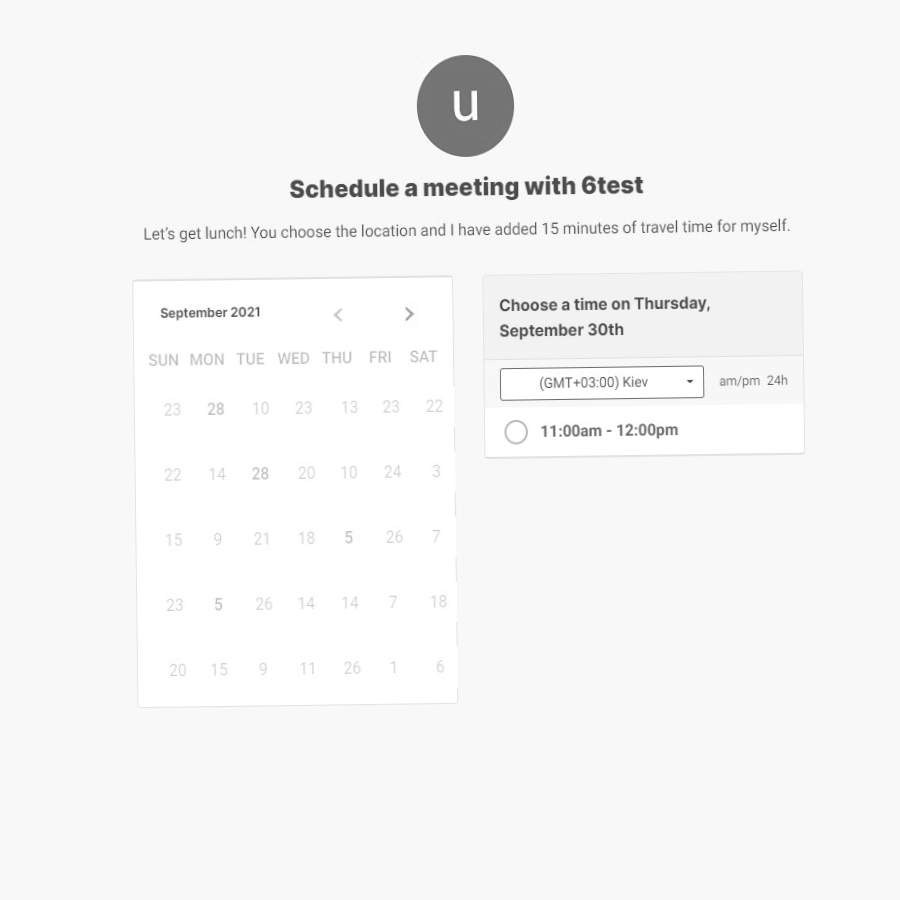 u
Schedule a meeting with 6test
Let's get lunch! You choose the location and I have added 15 minutes of travel time for myself.
September 2021
SUN MON TUE WED THU FRI SAT
23 28 10 23 13 23 22
22 14 28 20 10 24 3
15 9 21 18 5 26 7
23 5 26 14 14 7 18
20 15 9 11 26 1 6
Choose a time on Thursday,
September 30th
(GMT+03:00) Kiev am/pm 24h
11:00am - 12:00pm